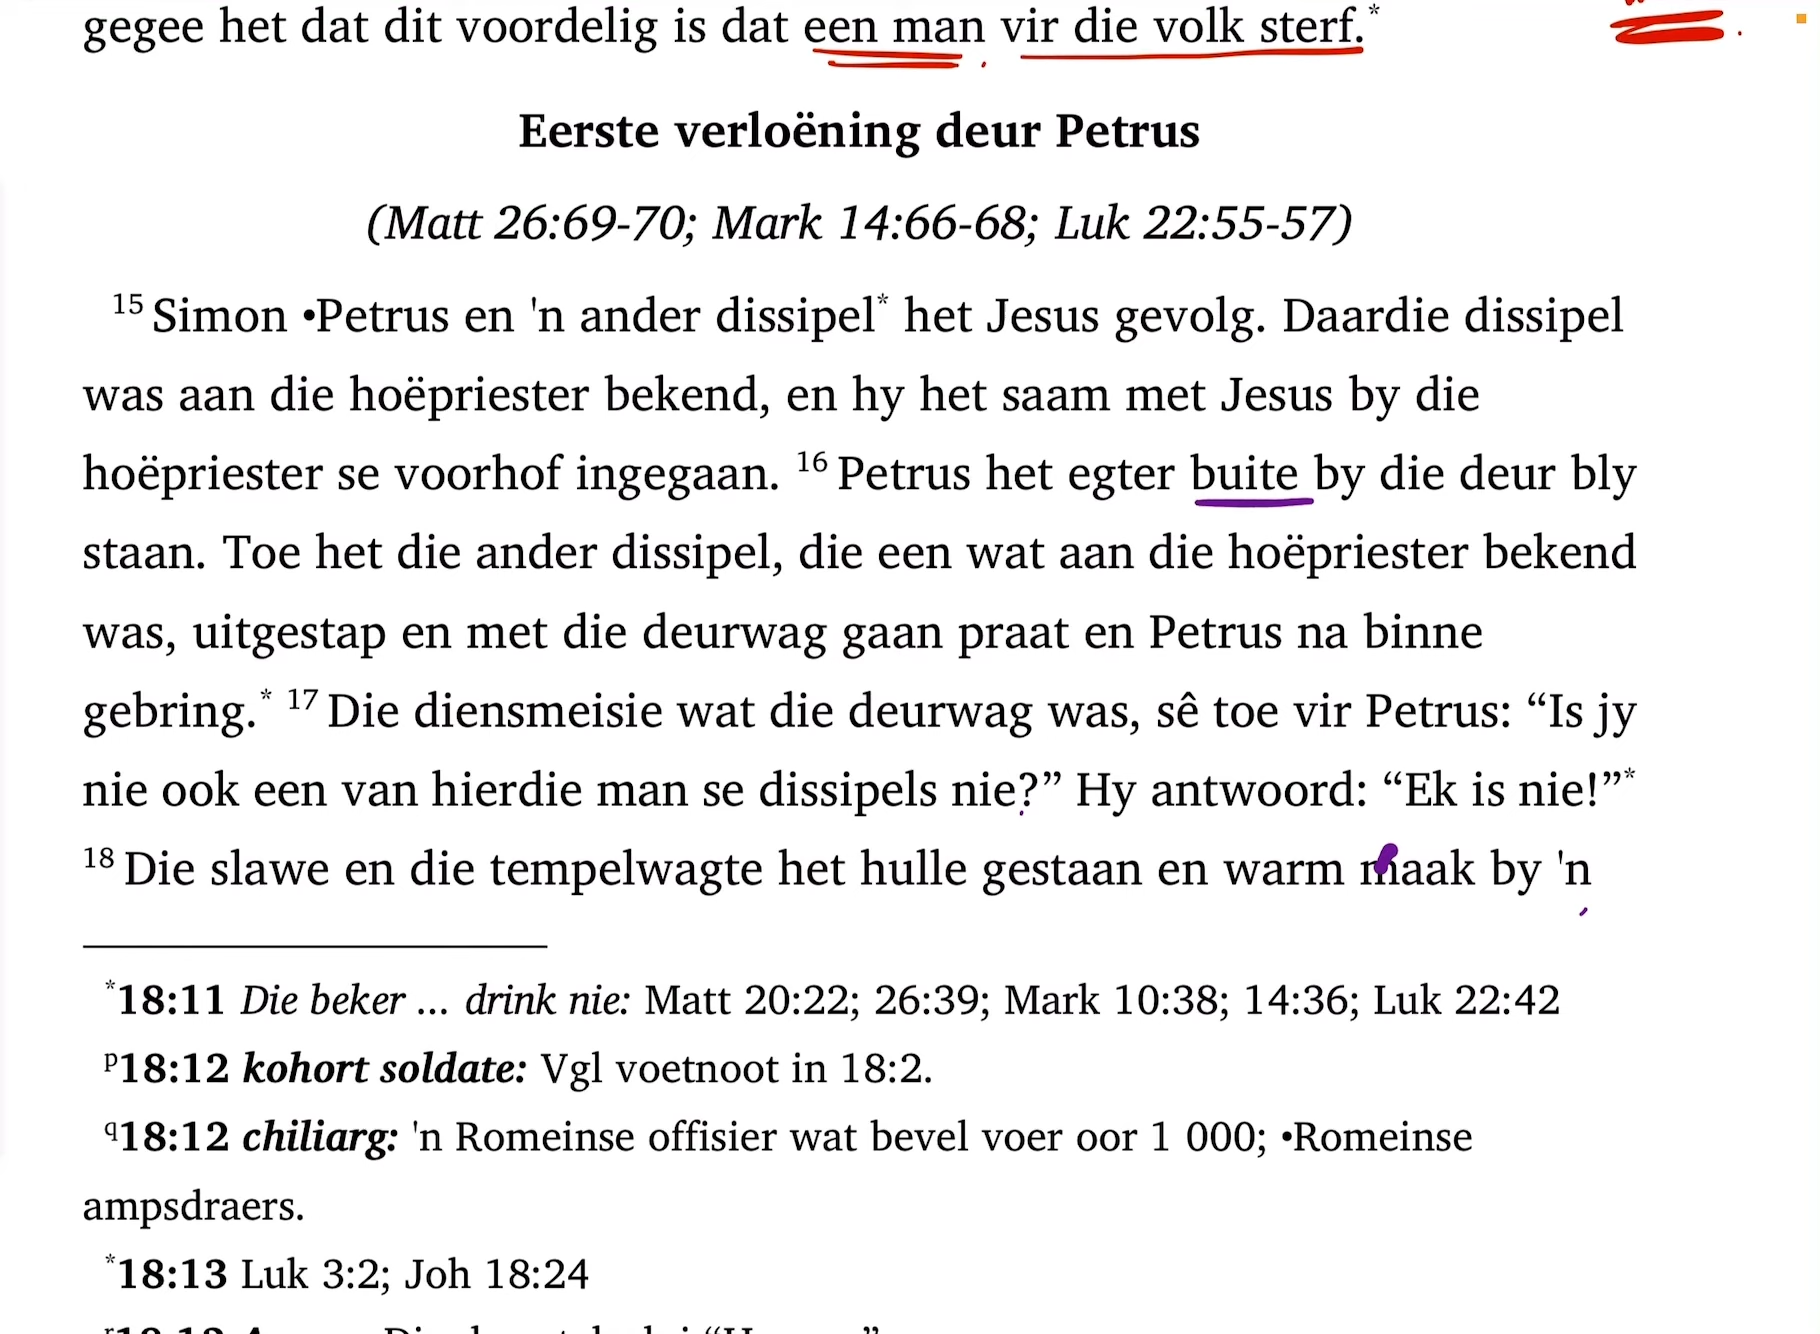 gegee het dat dit voordelig is dat een man vir die volk sterf.*
Eerste verloëning deur Petrus
(Matt 26:69-70; Mark 14:66-68; Luk 22:55-57)
15 Simon •Petrus en 'n ander dissipel* het Jesus gevolg. Daardie dissipel
was aan die hoëpriester bekend, en hy het saam met Jesus by die
hoëpriester se voorhof ingegaan. 16 Petrus het egter buite by die deur bly
staan. Toe het die ander dissipel, die een wat aan die hoëpriester bekend
was, uitgestap en met die deurwag gaan praat en Petrus na binne
gebring.* 17 Die diensmeisie wat die deurwag was, sê toe vir Petrus: “Is jy
nie ook een van hierdie man se dissipels nie?” Hy antwoord: “Ek is nie!”*
18 Die slawe en die tempelwagte het hulle gestaan en warm maak by 'n
*18:11 Die beker ... drink nie: Matt 20:22; 26:39; Mark 10:38; 14:36; Luk 22:42
p18:12 kohort soldate: Vgl voetnoot in 18:2.
q18:12 chiliarg: 'n Romeinse offisier wat bevel voer oor 1 000; •Romeinse
ampsdraers.
*18:13 Luk 3:2; Joh 18:24